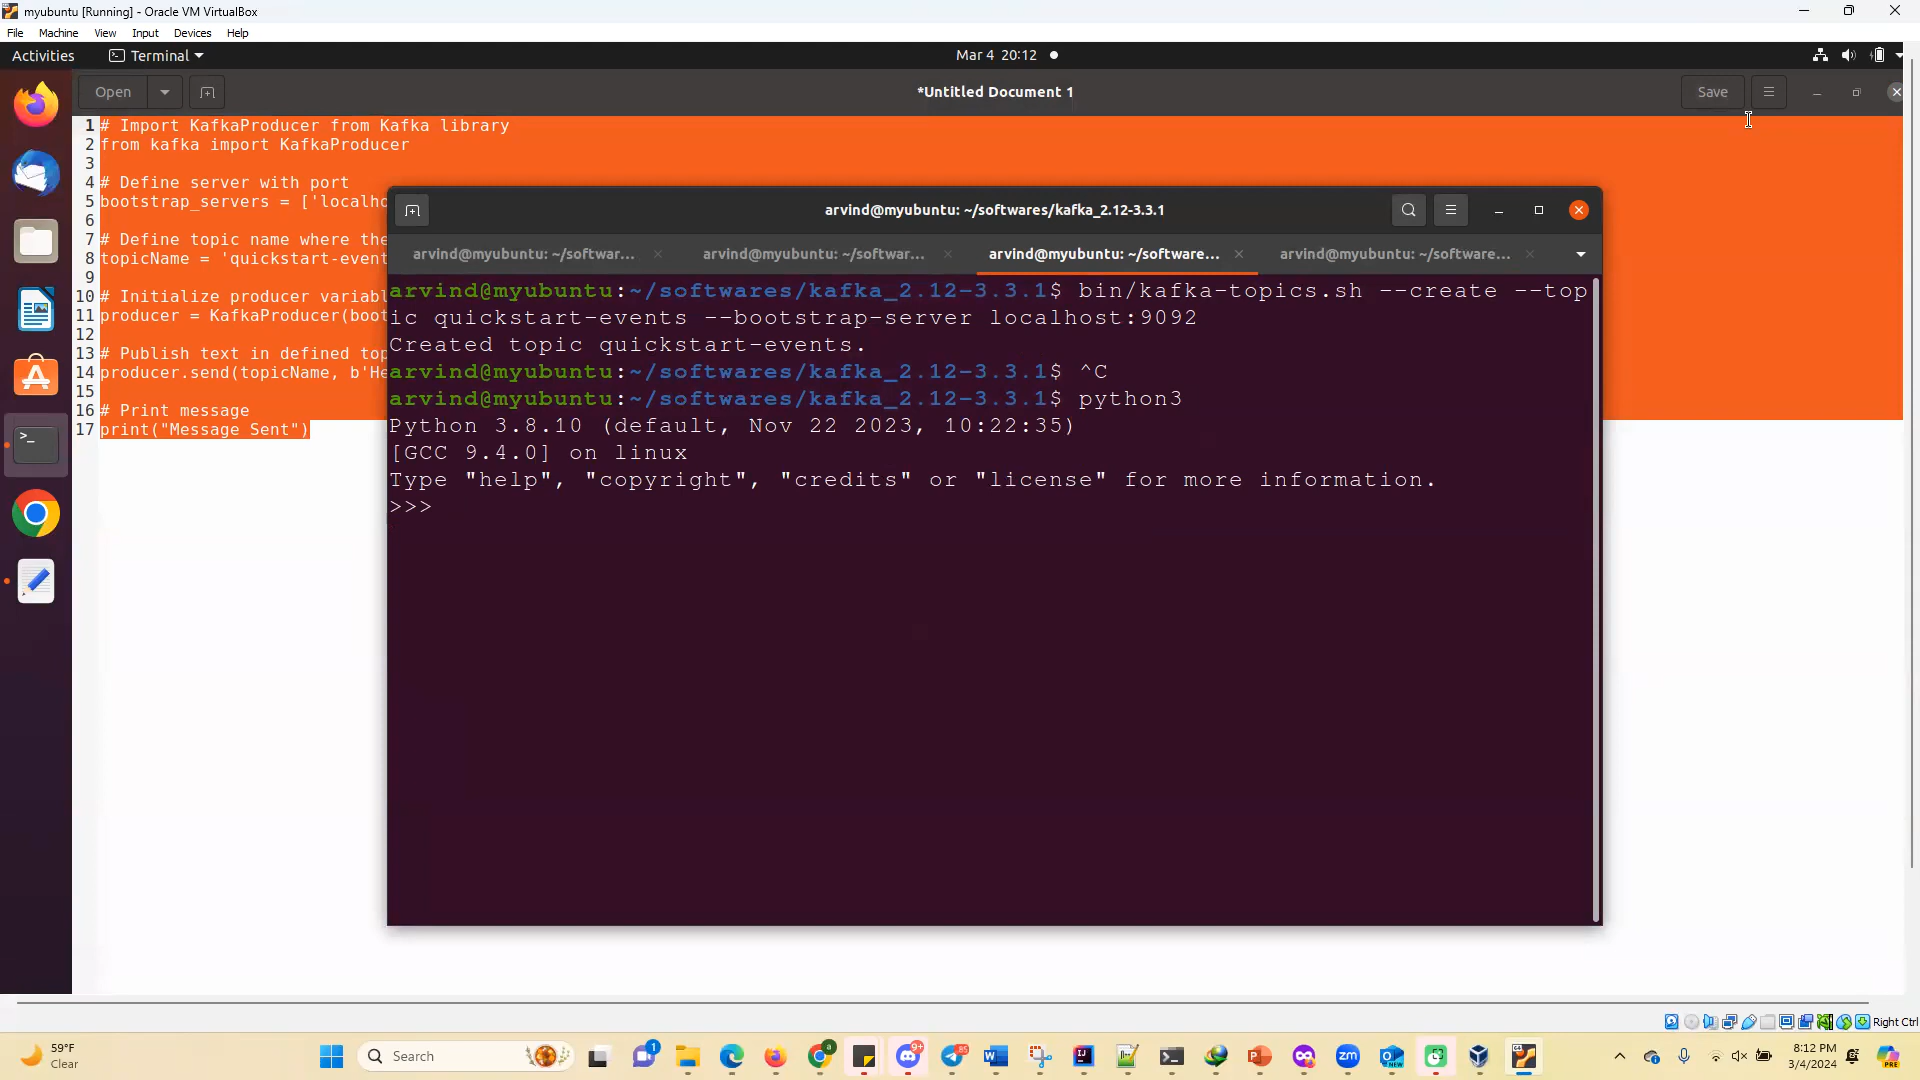 myubuntu [Running] - Oracle VM VirtualBox
File Machine View Input Devices Help
Activities Terminal Mar 4 20:12
Open *Untitled Document 1 Save
1 # Import KafkaProducer from Kafka library
2 from kafka import KafkaProducer
3
4 # Define server with port
5 bootstrap_servers = ['localho
6
7 # Define topic name where the
8 topicName = 'quickstart-event
9
10 # Initialize producer variabl
11 producer = KafkaProducer(boot
12
13 # Publish text in defined top
14 producer.send(topicName, b'He
15
16 # Print message
17 print("Message Sent")
arvind@myubuntu: ~/softwares/kafka_2.12-3.3.1
arvind@myubuntu: ~/softwar... arvind@myubuntu: ~/softwar... arvind@myubuntu: ~/software... arvind@myubuntu: ~/software...
arvind@myubuntu:~/softwares/kafka_2.12-3.3.1$ bin/kafka-topics.sh --create --top
ic quickstart-events --bootstrap-server localhost:9092
Created topic quickstart-events.
arvind@myubuntu:~/softwares/kafka_2.12-3.3.1$ ^C
arvind@myubuntu:~/softwares/kafka_2.12-3.3.1$ python3
Python 3.8.10 (default, Nov 22 2023, 10:22:35)
[GCC 9.4.0] on linux
Type "help", "copyright", "credits" or "license" for more information.
>>>
Right Ctrl
59°F
Clear
Search
8:12 PM
3/4/2024